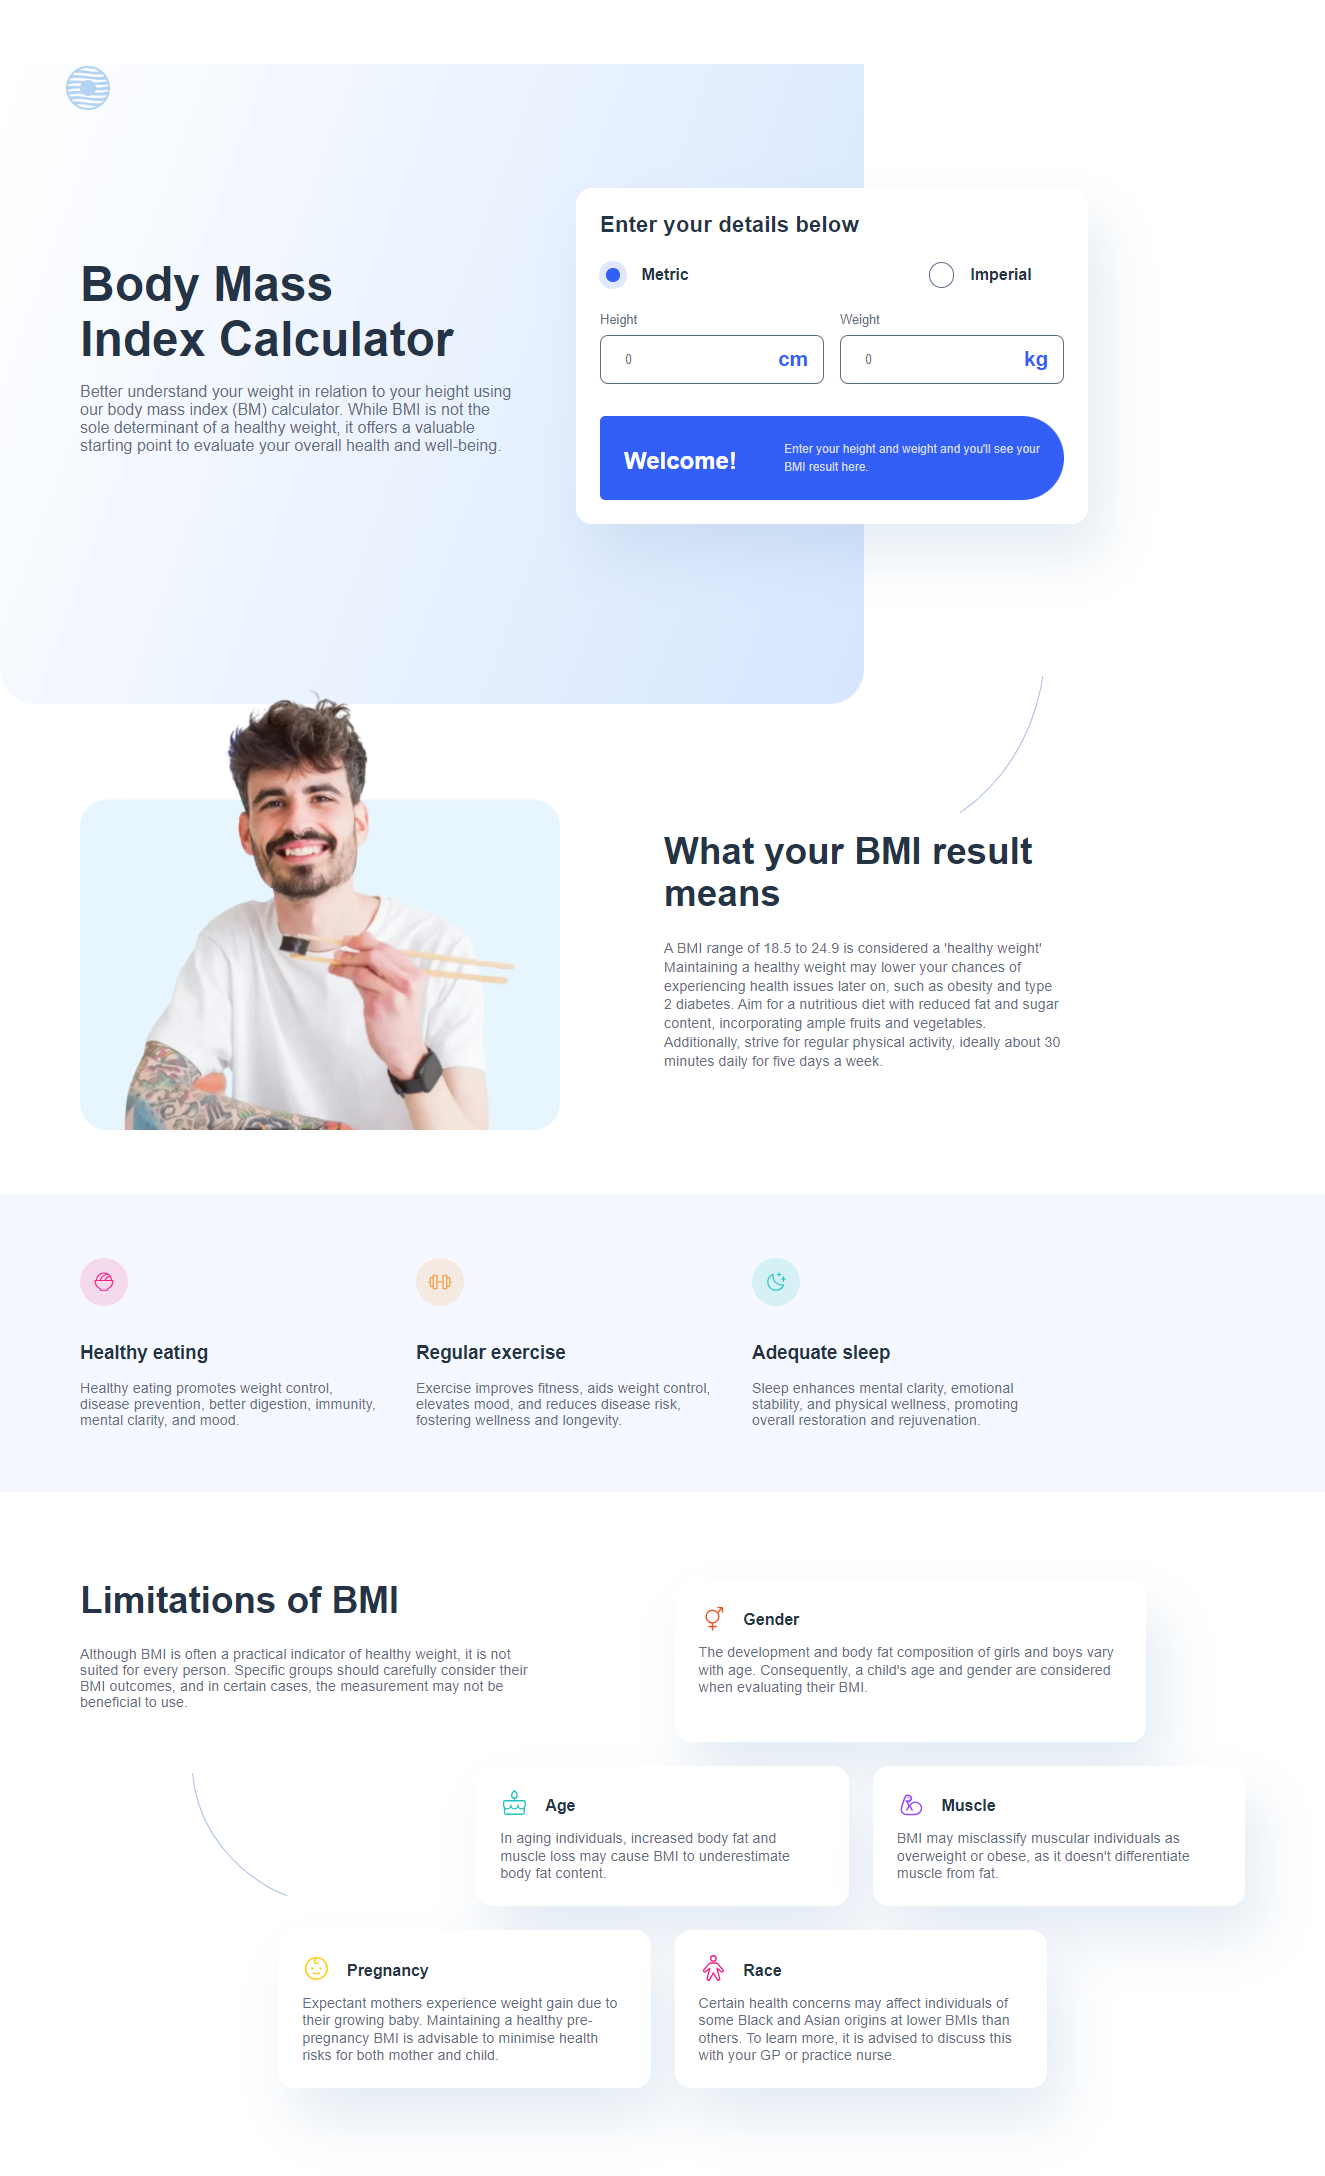 Body Mass
Index Calculator
Better understand your weight in relation to your height using
our body mass index (BM) calculator. While BMI is not the
sole determinant of a healthy weight, it offers a valuable
starting point to evaluate your overall health and well-being.
Enter your details below
Metric
Imperial
Height
Weight
0 cm
0 kg
Welcome!
Enter your height and weight and you'll see your
BMI result here.
What your BMI result
means
A BMI range of 18.5 to 24.9 is considered a 'healthy weight'
Maintaining a healthy weight may lower your chances of
experiencing health issues later on, such as obesity and type
2 diabetes. Aim for a nutritious diet with reduced fat and sugar
content, incorporating ample fruits and vegetables.
Additionally, strive for regular physical activity, ideally about 30
minutes daily for five days a week.
Healthy eating
Healthy eating promotes weight control,
disease prevention, better digestion, immunity,
mental clarity, and mood.
Regular exercise
Exercise improves fitness, aids weight control,
elevates mood, and reduces disease risk,
fostering wellness and longevity.
Adequate sleep
Sleep enhances mental clarity, emotional
stability, and physical wellness, promoting
overall restoration and rejuvenation.
Limitations of BMI
Although BMI is often a practical indicator of healthy weight, it is not
suited for every person. Specific groups should carefully consider their
BMI outcomes, and in certain cases, the measurement may not be
beneficial to use.
Gender
The development and body fat composition of girls and boys vary
with age. Consequently, a child's age and gender are considered
when evaluating their BMI.
Age
In aging individuals, increased body fat and
muscle loss may cause BMI to underestimate
body fat content.
Muscle
BMI may misclassify muscular individuals as
overweight or obese, as it doesn't differentiate
muscle from fat.
Pregnancy
Expectant mothers experience weight gain due to
their growing baby. Maintaining a healthy pre-
pregnancy BMI is advisable to minimise health
risks for both mother and child.
Race
Certain health concerns may affect individuals of
some Black and Asian origins at lower BMIs than
others. To learn more, it is advised to discuss this
with your GP or practice nurse.